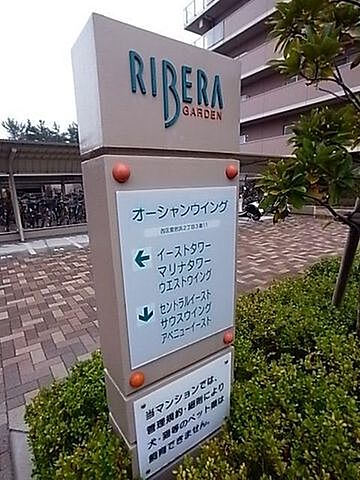 RIBERA
GARDEN
オーシャンウイング
西区愛宕浜2丁目3番11
イーストタワー
マリナタワー
ウエストウイング
セントラルイースト
サウスウイング
アベニューイースト
当マンションでは、
管理規約・細則により
犬・猫等のペット類は
飼育できません。